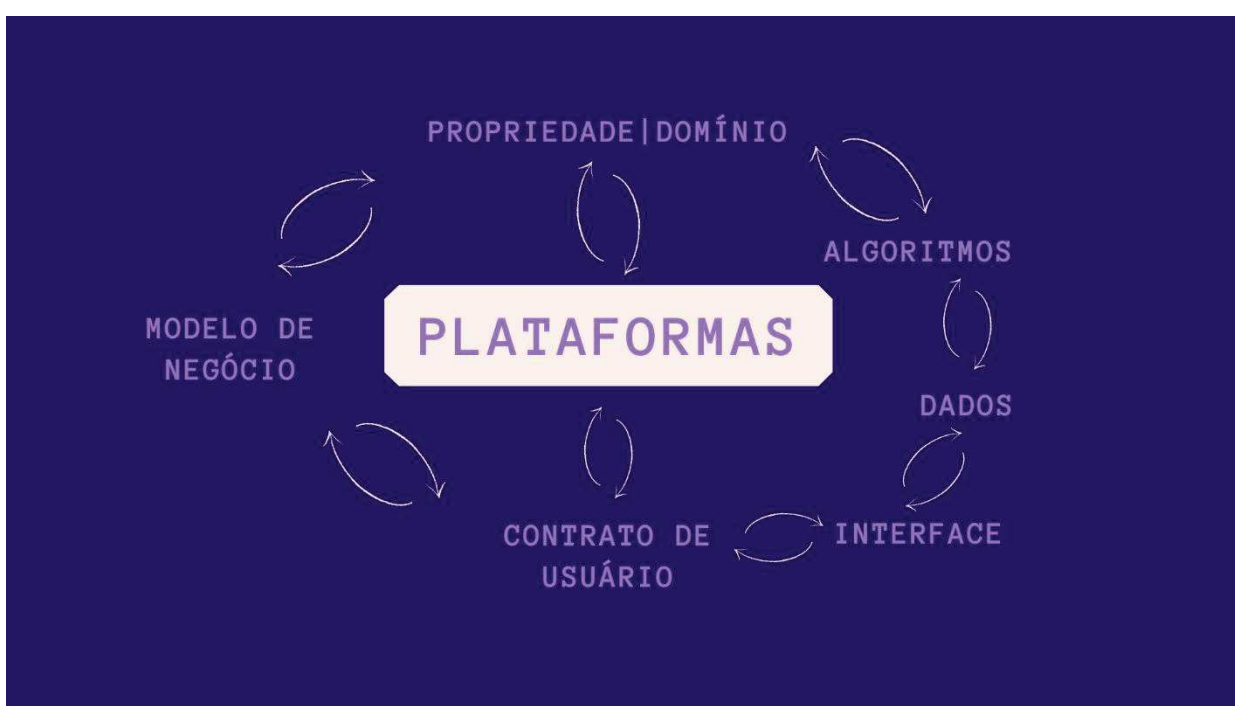 PROPRIEDADE|DOMÍNIO
ALGORITMOS
MODELO DE
NEGÓCIO
PLATAFORMAS
DADOS
CONTRATO DE
USUÁRIO
INTERFACE